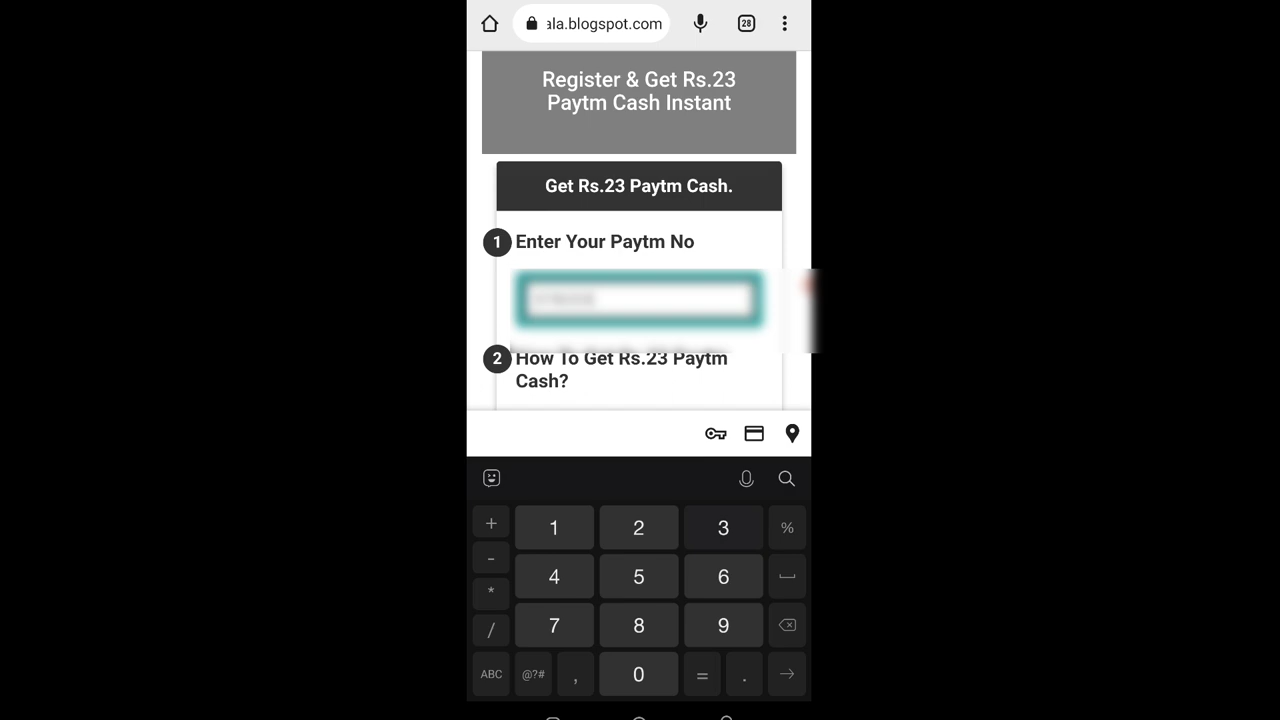 ala.blogspot.com
28
Register & Get Rs.23
Paytm Cash Instant
Get Rs.23 Paytm Cash.
1 Enter Your Paytm No
2 How To Get Rs.23 Paytm
Cash?
+ 1 2 3 %
-
4 5 6
*
7 8 9
/
ABC @?# , 0 = .